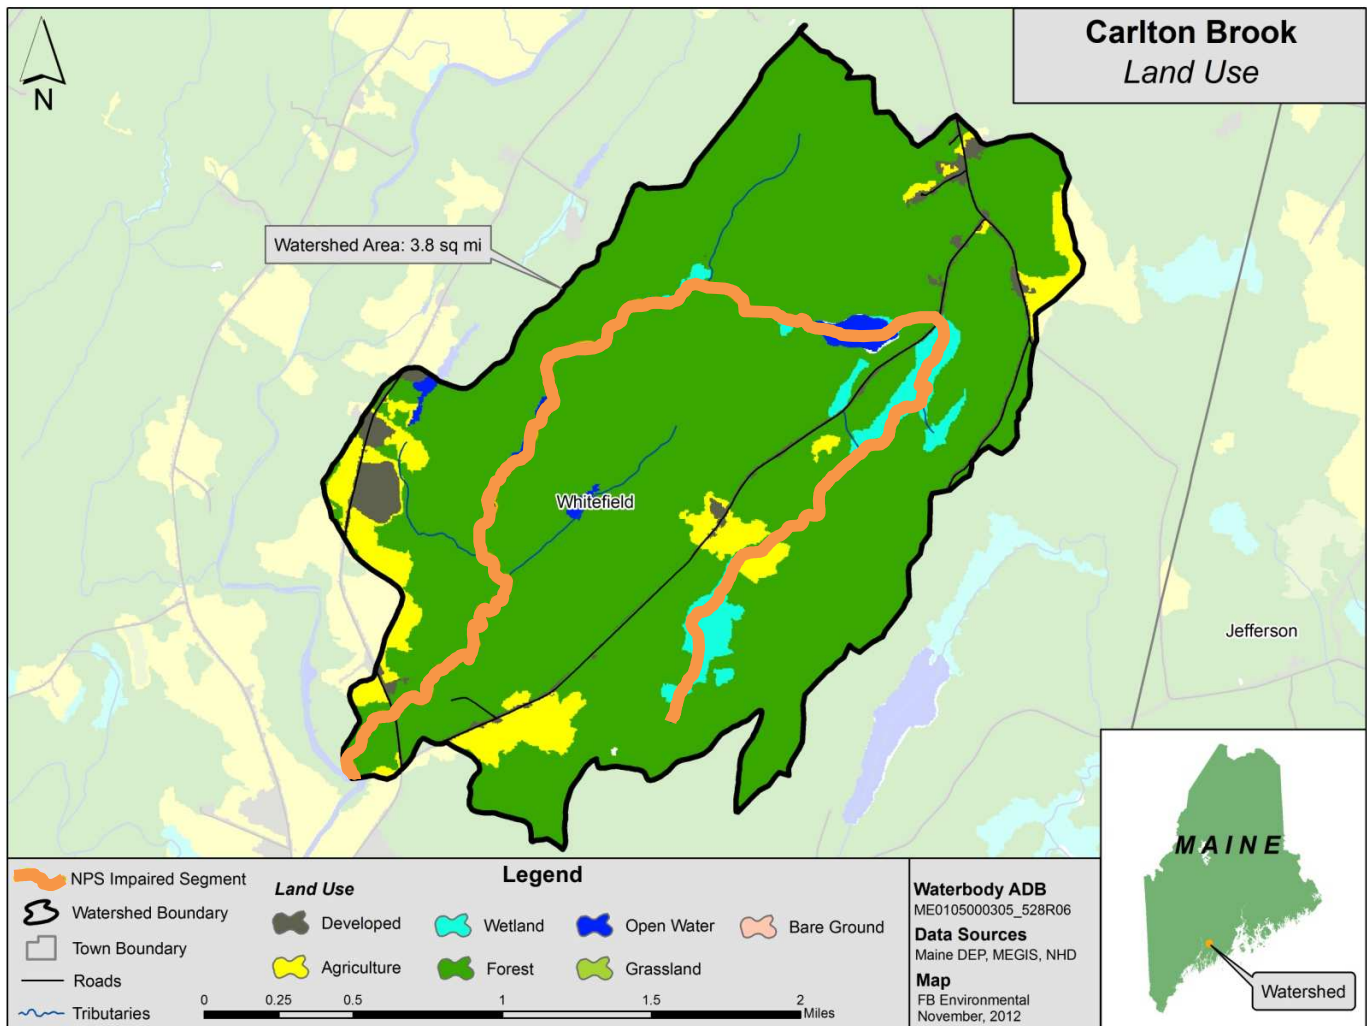 Carlton Brook
Land Use
N
Watershed Area: 3.8 sq mi
Whitefield
Jefferson
MAINE
Watershed
Legend
NPS Impaired Segment
Watershed Boundary
Town Boundary
Roads
Tributaries
Land Use
Developed
Wetland
Open Water
Bare Ground
Agriculture
Forest
Grassland
0 0.25 0.5 1 1.5 2
Miles
Waterbody ADB
ME0105000305_528R06
Data Sources
Maine DEP, MEGIS, NHD
Map
FB Environmental
November, 2012